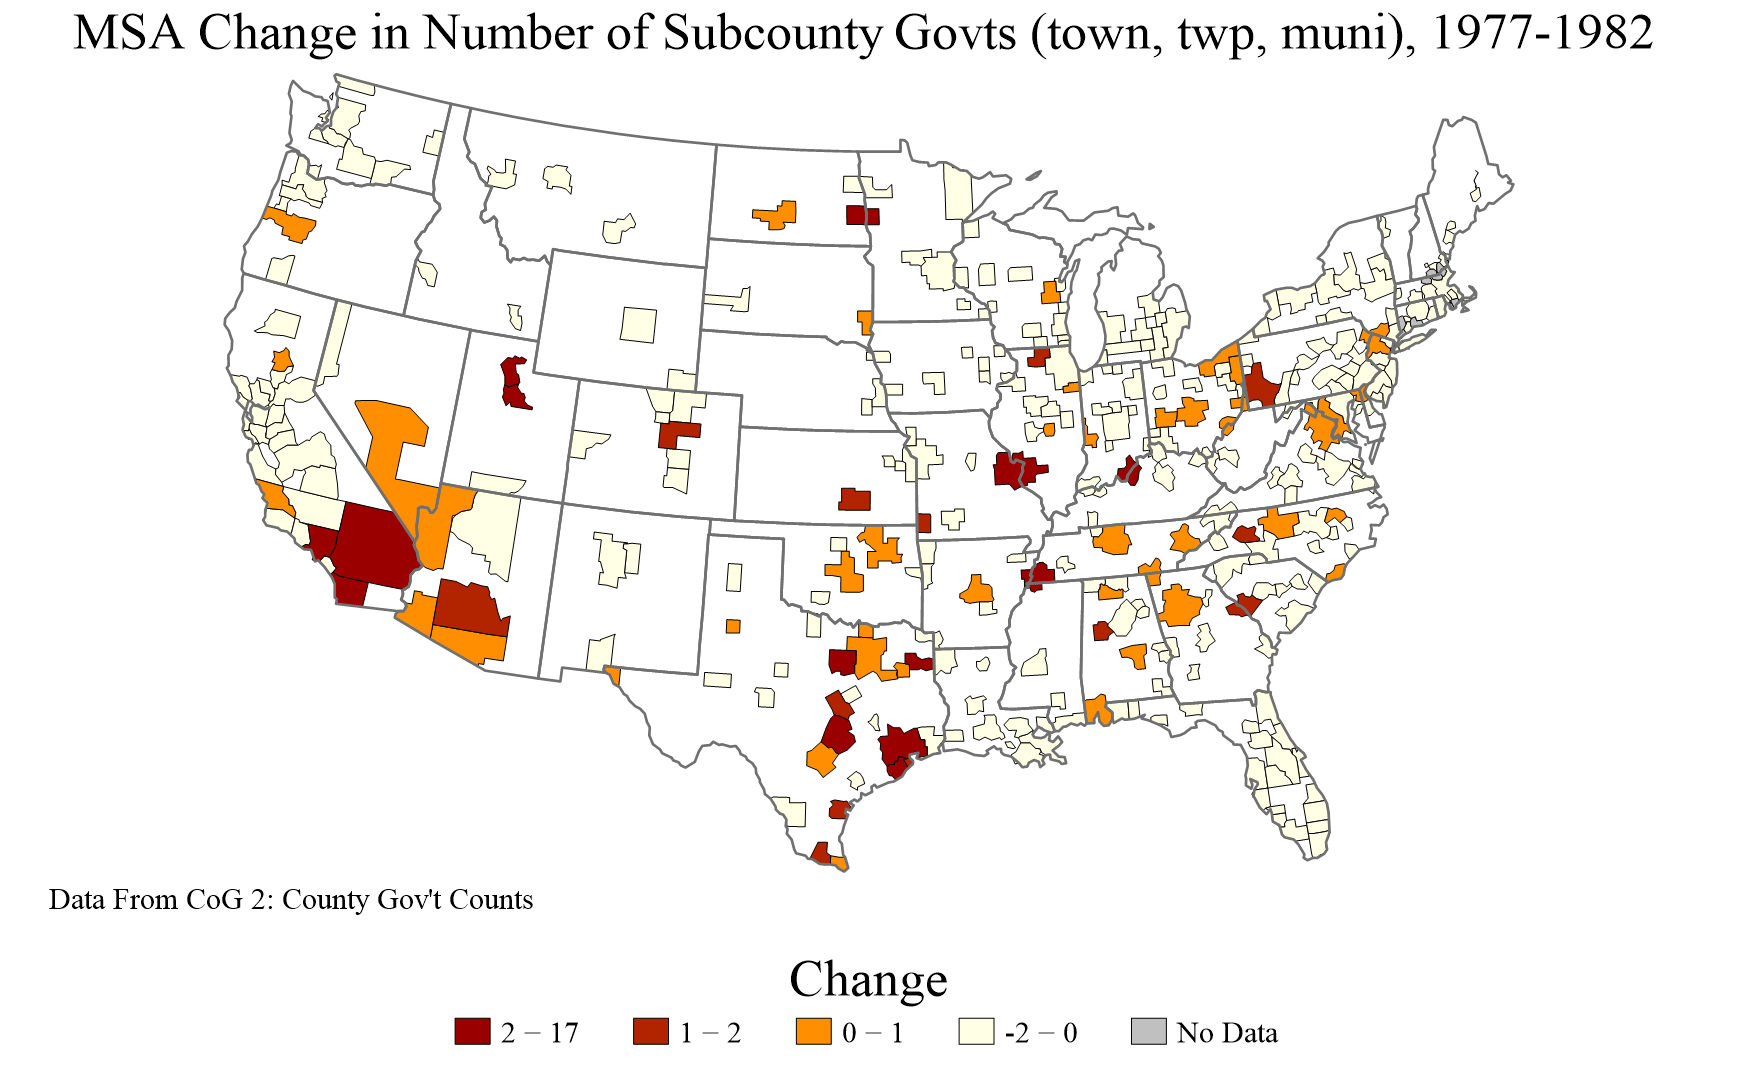 MSA Change in Number of Subcounty Govts (town, twp, muni), 1977-1982
Data From CoG 2: County Gov't Counts
Change
2 – 17 1 – 2 0 – 1 -2 – 0 No Data